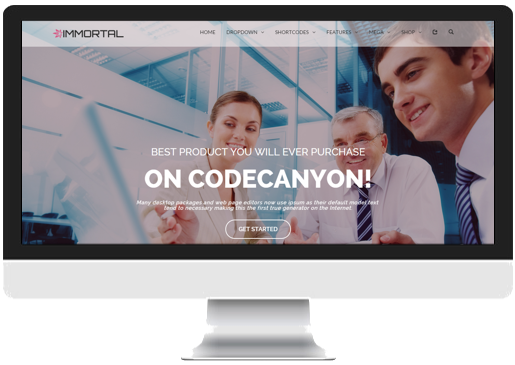 IMMORTAL
HOME DROPDOWN SHORTCODES FEATURES MEGA SHOP
BEST PRODUCT YOU WILL EVER PURCHASE
ON CODECANYON!
Many desktop packages and web page editors now use ipsum as their default model text
tend to necessary making this the first true generator on the Internet
GET STARTED